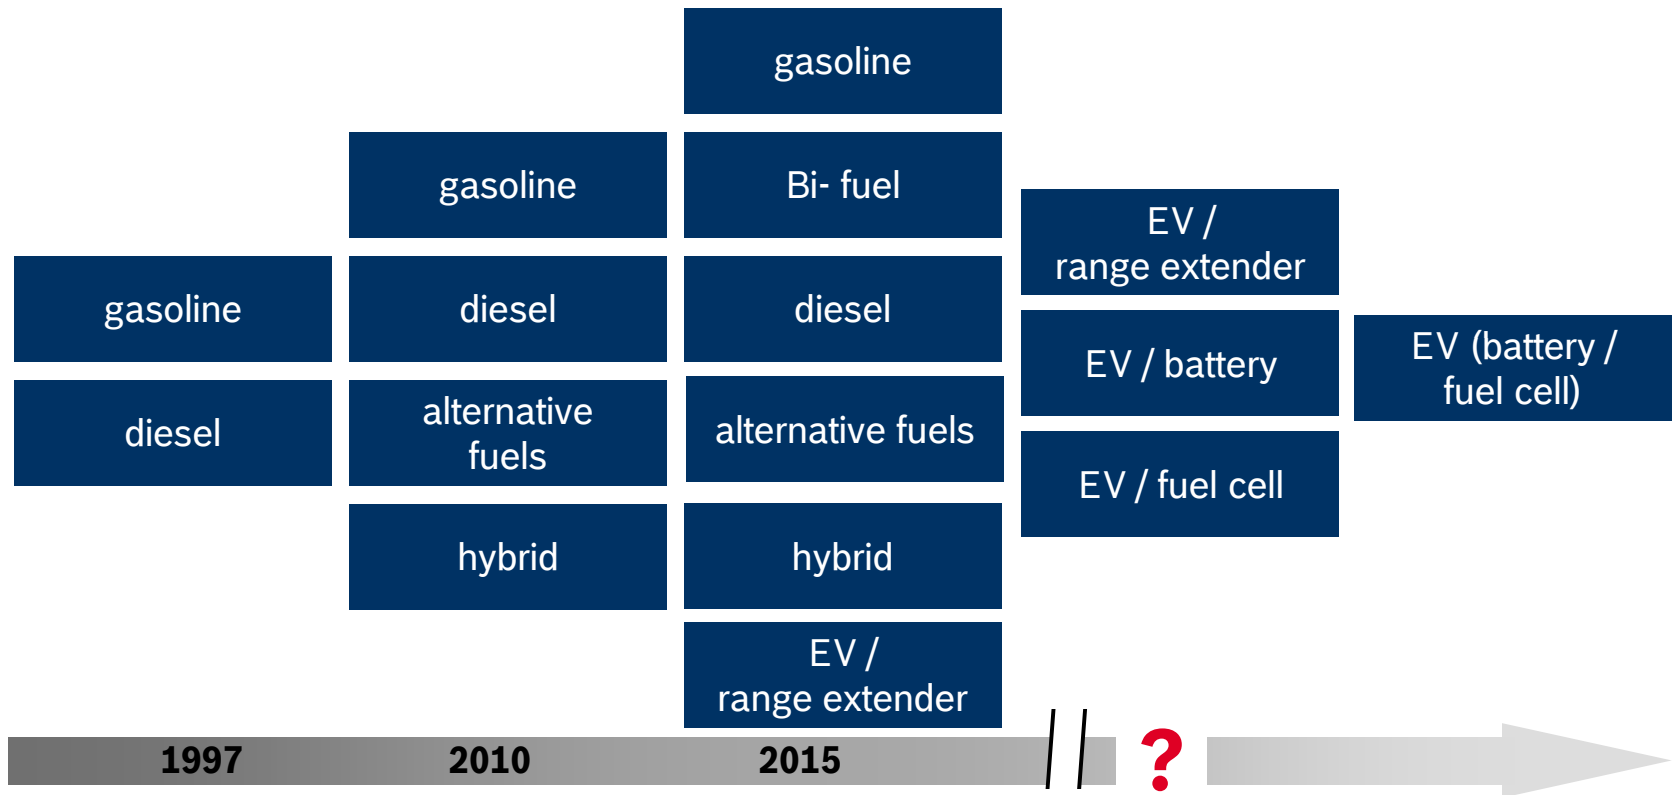 gasoline
diesel
gasoline
diesel
alternative
fuels
hybrid
gasoline
Bi- fuel
diesel
alternative fuels
hybrid
EV /
range extender
EV /
range extender
EV / battery
EV / fuel cell
EV (battery /
fuel cell)
1997 2010 2015 ?